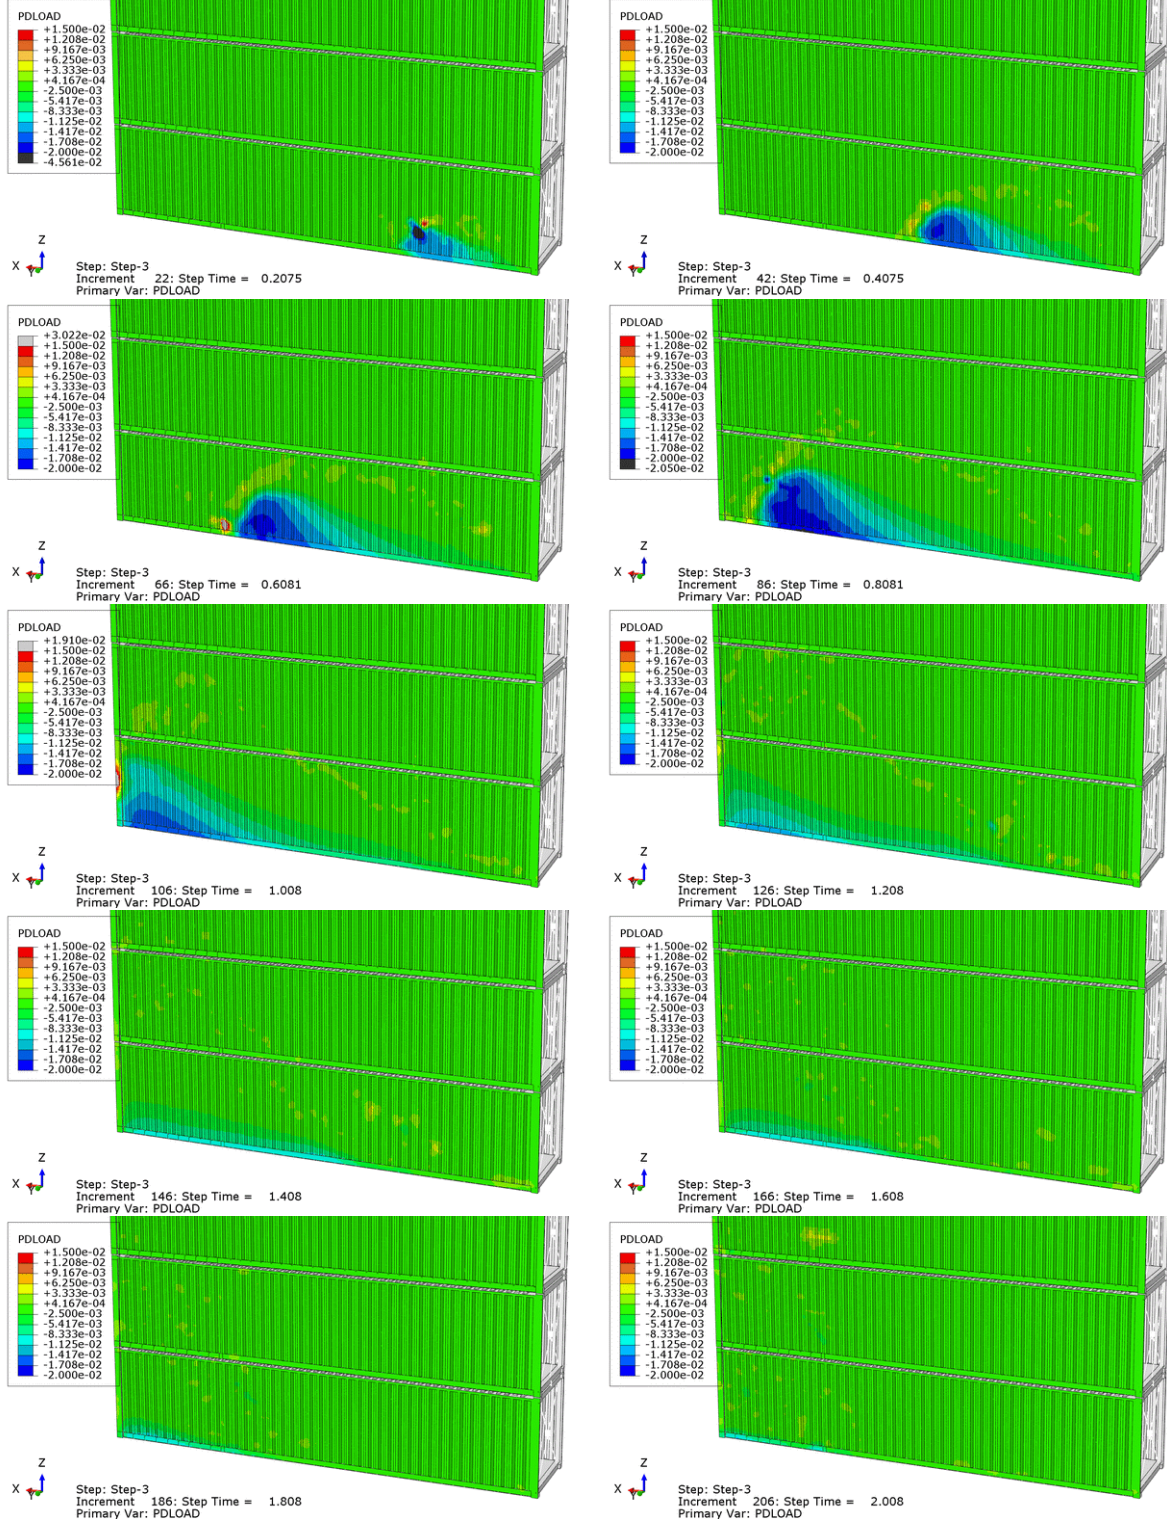 PDLOAD
+1.500e-02
+1.208e-02
+9.167e-03
+6.250e-03
+3.333e-03
+4.167e-04
-2.500e-03
-5.417e-03
-8.333e-03
-1.125e-02
-1.417e-02
-1.708e-02
-2.000e-02
-4.561e-02
Z
X Y
Step: Step-3
Increment 22: Step Time = 0.2075
Primary Var: PDLOAD
PDLOAD
+1.500e-02
+1.208e-02
+9.167e-03
+6.250e-03
+3.333e-03
+4.167e-04
-2.500e-03
-5.417e-03
-8.333e-03
-1.125e-02
-1.417e-02
-1.708e-02
-2.000e-02
Z
X Y
Step: Step-3
Increment 42: Step Time = 0.4075
Primary Var: PDLOAD
PDLOAD
+3.022e-02
+1.500e-02
+1.208e-02
+9.167e-03
+6.250e-03
+3.333e-03
+4.167e-04
-2.500e-03
-5.417e-03
-8.333e-03
-1.125e-02
-1.417e-02
-1.708e-02
-2.000e-02
Z
X Y
Step: Step-3
Increment 66: Step Time = 0.6081
Primary Var: PDLOAD
PDLOAD
+1.500e-02
+1.208e-02
+9.167e-03
+6.250e-03
+3.333e-03
+4.167e-04
-2.500e-03
-5.417e-03
-8.333e-03
-1.125e-02
-1.417e-02
-1.708e-02
-2.000e-02
-2.050e-02
Z
X Y
Step: Step-3
Increment 86: Step Time = 0.8081
Primary Var: PDLOAD
PDLOAD
+1.910e-02
+1.500e-02
+1.208e-02
+9.167e-03
+6.250e-03
+3.333e-03
+4.167e-04
-2.500e-03
-5.417e-03
-8.333e-03
-1.125e-02
-1.417e-02
-1.708e-02
-2.000e-02
Z
X Y
Step: Step-3
Increment 106: Step Time = 1.008
Primary Var: PDLOAD
PDLOAD
+1.500e-02
+1.208e-02
+9.167e-03
+6.250e-03
+3.333e-03
+4.167e-04
-2.500e-03
-5.417e-03
-8.333e-03
-1.125e-02
-1.417e-02
-1.708e-02
-2.000e-02
Z
X Y
Step: Step-3
Increment 126: Step Time = 1.208
Primary Var: PDLOAD
PDLOAD
+1.500e-02
+1.208e-02
+9.167e-03
+6.250e-03
+3.333e-03
+4.167e-04
-2.500e-03
-5.417e-03
-8.333e-03
-1.125e-02
-1.417e-02
-1.708e-02
-2.000e-02
Z
X Y
Step: Step-3
Increment 146: Step Time = 1.408
Primary Var: PDLOAD
PDLOAD
+1.500e-02
+1.208e-02
+9.167e-03
+6.250e-03
+3.333e-03
+4.167e-04
-2.500e-03
-5.417e-03
-8.333e-03
-1.125e-02
-1.417e-02
-1.708e-02
-2.000e-02
Z
X Y
Step: Step-3
Increment 166: Step Time = 1.608
Primary Var: PDLOAD
PDLOAD
+1.500e-02
+1.208e-02
+9.167e-03
+6.250e-03
+3.333e-03
+4.167e-04
-2.500e-03
-5.417e-03
-8.333e-03
-1.125e-02
-1.417e-02
-1.708e-02
-2.000e-02
Z
X Y
Step: Step-3
Increment 186: Step Time = 1.808
Primary Var: PDLOAD
PDLOAD
+1.500e-02
+1.208e-02
+9.167e-03
+6.250e-03
+3.333e-03
+4.167e-04
-2.500e-03
-5.417e-03
-8.333e-03
-1.125e-02
-1.417e-02
-1.708e-02
-2.000e-02
Z
X Y
Step: Step-3
Increment 206: Step Time = 2.008
Primary Var: PDLOAD